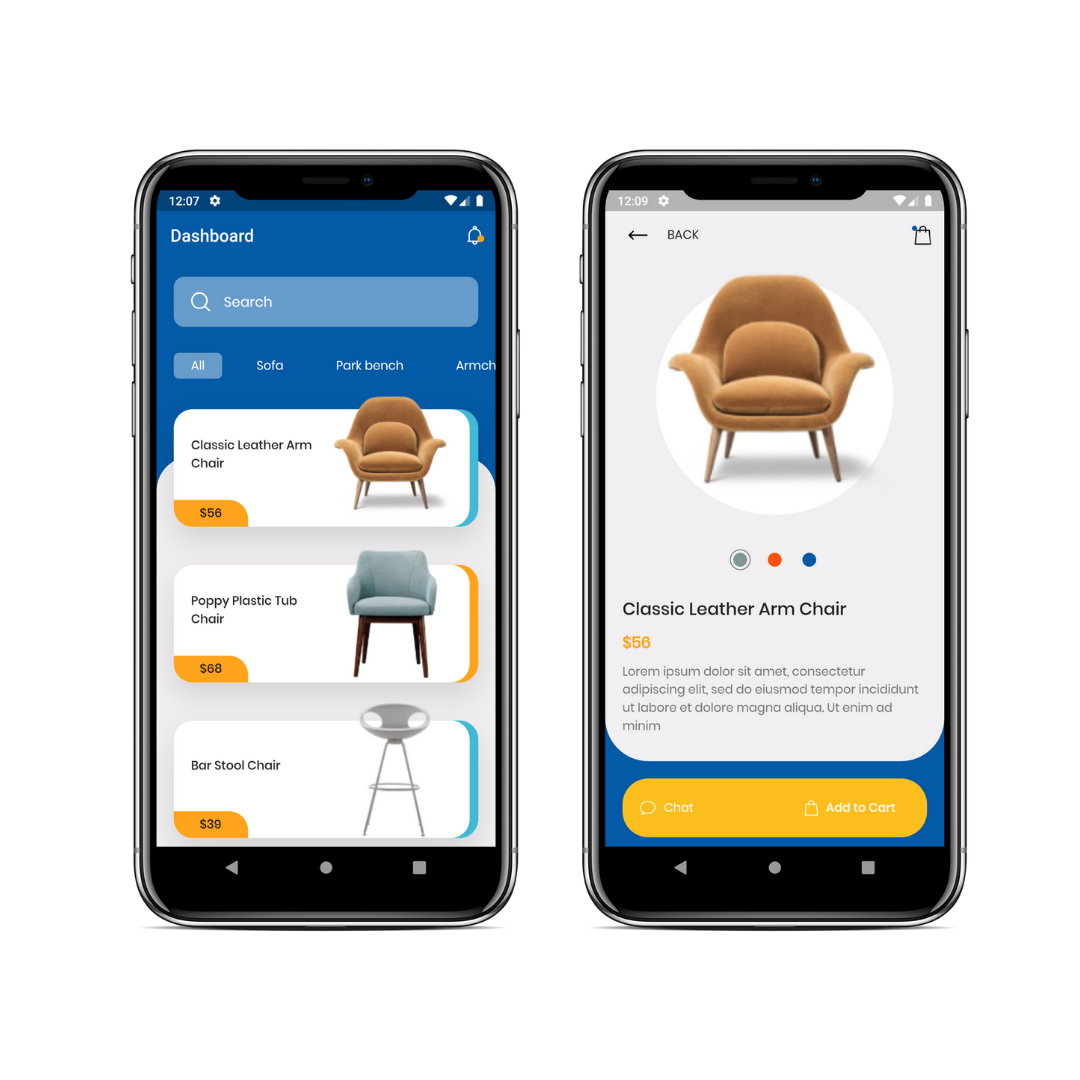 12:07
Dashboard
Search
All Sofa Park bench Armch
Classic Leather Arm
Chair
$56
Poppy Plastic Tub
Chair
$68
Bar Stool Chair
$39
12:09
BACK
Classic Leather Arm Chair
$56
Lorem ipsum dolor sit amet, consectetur
adipiscing elit, sed do eiusmod tempor incididunt
ut labore et dolore magna aliqua. Ut enim ad
minim
Chat Add to Cart